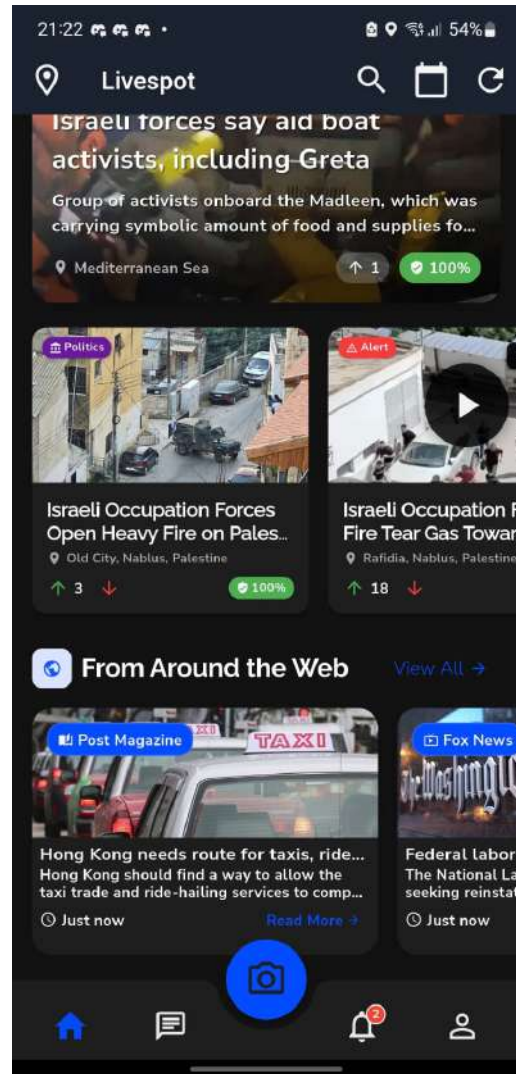 21:22
54%
Livespot
Israeli forces say aid boat
activists, including Greta
Group of activists onboard the Madleen, which was
carrying symbolic amount of food and supplies fo...
Mediterranean Sea
1
100%
Politics
Israeli Occupation Forces
Open Heavy Fire on Pales...
Old City, Nablus, Palestine
3
100%
Alert
Israeli Occupation F
Fire Tear Gas Towar
Rafidia, Nablus, Palestine
18
From Around the Web
View All →
Post Magazine
TAXI
TAXI
Hong Kong needs route for taxis, ride...
Hong Kong should find a way to allow the
taxi trade and ride-hailing services to comp...
Just now
Read More →
Fox News
The Washingto
Federal labor
The National La
seeking reinstat
Just now
2